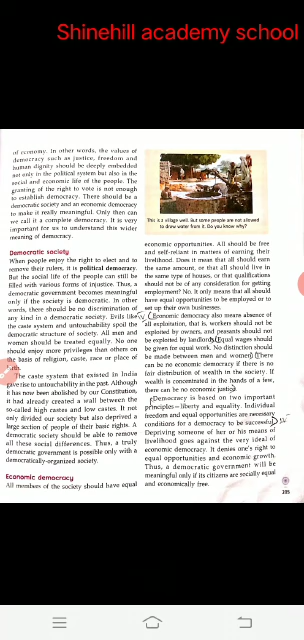 Shinehill academy school
of economy. In other words, the values of
democracy such as justice, freedom and
human dignity should be deeply embedded
not only in the political system but also in the
social and economic life of the people. The
granting of the right to vote is not enough
to establish democracy. There should be a
democratic society and an economic democracy
to make it really meaningful. Only then can
we call it a complete democracy. It is very
important for us to understand this wider
meaning of democracy.
Democratic society
When people enjoy the right to elect and to
remove their rulers, it is political democracy.
But the social life of the people can still be
filled with various forms of injustice. Thus, a
democratic government becomes meaningful
only if the society is democratic. In other
words, there should be no discrimination of
any kind in a democratic society. Evils like
the caste system and untouchability spoil the
democratic structure of society. All men and
women should be treated equally. No one
should enjoy more privileges than others on
the basis of religion, caste, race or place of
birth.
The caste system that existed in India
gave rise to untouchability in the past. Although
it has now been abolished by our Constitution,
it had already created a wall between the
so-called high castes and low castes. It not
only divided our society but also deprived a
large section of people of their basic rights. A
democratic society should be able to remove
all these social differences. Thus, a truly
democratic government is possible only with a
democratically-organized society.
Economic democracy
All members of the society should have equal
This is a village well. But some people are not allowed
to draw water from it. Do you know why?
economic opportunities. All should be free
and self-reliant in matters of earning their
livelihood. Does it mean that all should earn
the same amount, or that all should live in
the same type of houses, or that qualifications
should not be of any consideration for getting
employment? No. It only means that all should
have equal opportunities to be employed or to
set up their own businesses.
Economic democracy also means absence of
all exploitation, that is, workers should not be
exploited by owners, and peasants should not
be exploited by landlords. Equal wages should
be given for equal work. No distinction should
be made between men and women. There
can be no economic democracy if there is no
fair distribution of wealth in the society. If
wealth is concentrated in the hands of a few,
there can be no economic justice.
Democracy is based on two important
principles—liberty and equality. Individual
freedom and equal opportunities are necessary
conditions for a democracy to be successful.
Depriving someone of her or his means of
livelihood goes against the very ideal of
economic democracy. It denies one's right to
equal opportunities and economic growth.
Thus, a democratic government will be
meaningful only if its citizens are socially equal
and economically free.
205